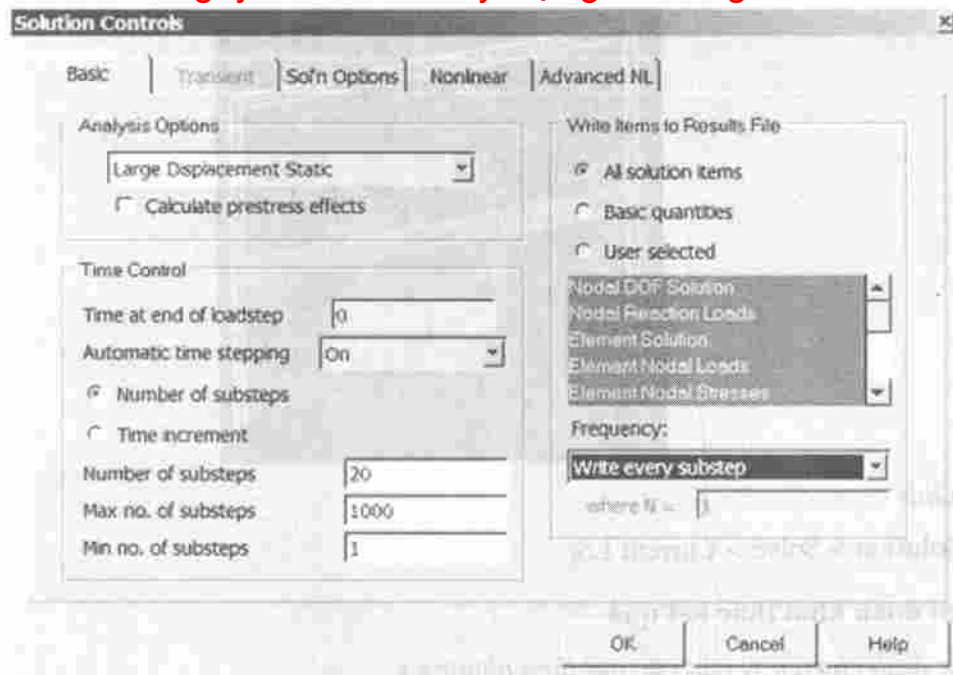 Solution Controls
Basic
Transient
Sol'n Options
Nonlinear
Advanced NL
Analysis Options
Large Displacement Static
Calculate prestress effects
Time Control
Time at end of loadstep 0
Automatic time stepping On
Number of substeps
Time increment
Number of substeps 20
Max no. of substeps 1000
Min no. of substeps 1
Write Items to Results File
All solution items
Basic quantities
User selected
Nodal DOF Solution
Nodal Reaction Loads
Element Solution
Element Nodal Loads
Element Nodal Stresses
Frequency:
Write every substep
where N = 1
OK
Cancel
Help